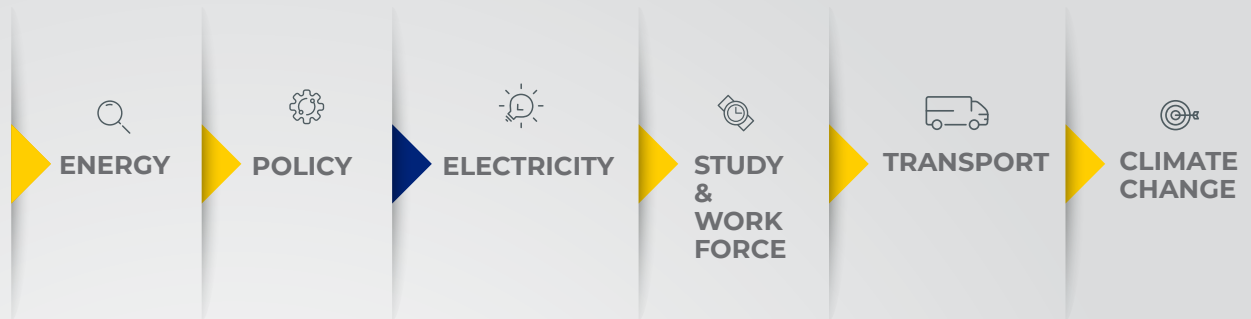 ENERGY
POLICY
ELECTRICITY
STUDY
&
WORK
FORCE
TRANSPORT
CLIMATE
CHANGE